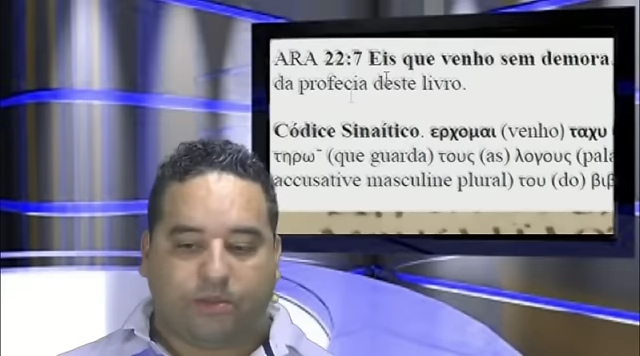 ARA 22:7 Eis que venho sem demora.
da profecia deste livro.
Códice Sinaítico. ερχομαι (venho) ταχυ
τηρω¯ (que guarda) τους (as) λογους (pala
accusative masculine plural) του (do) βιβ